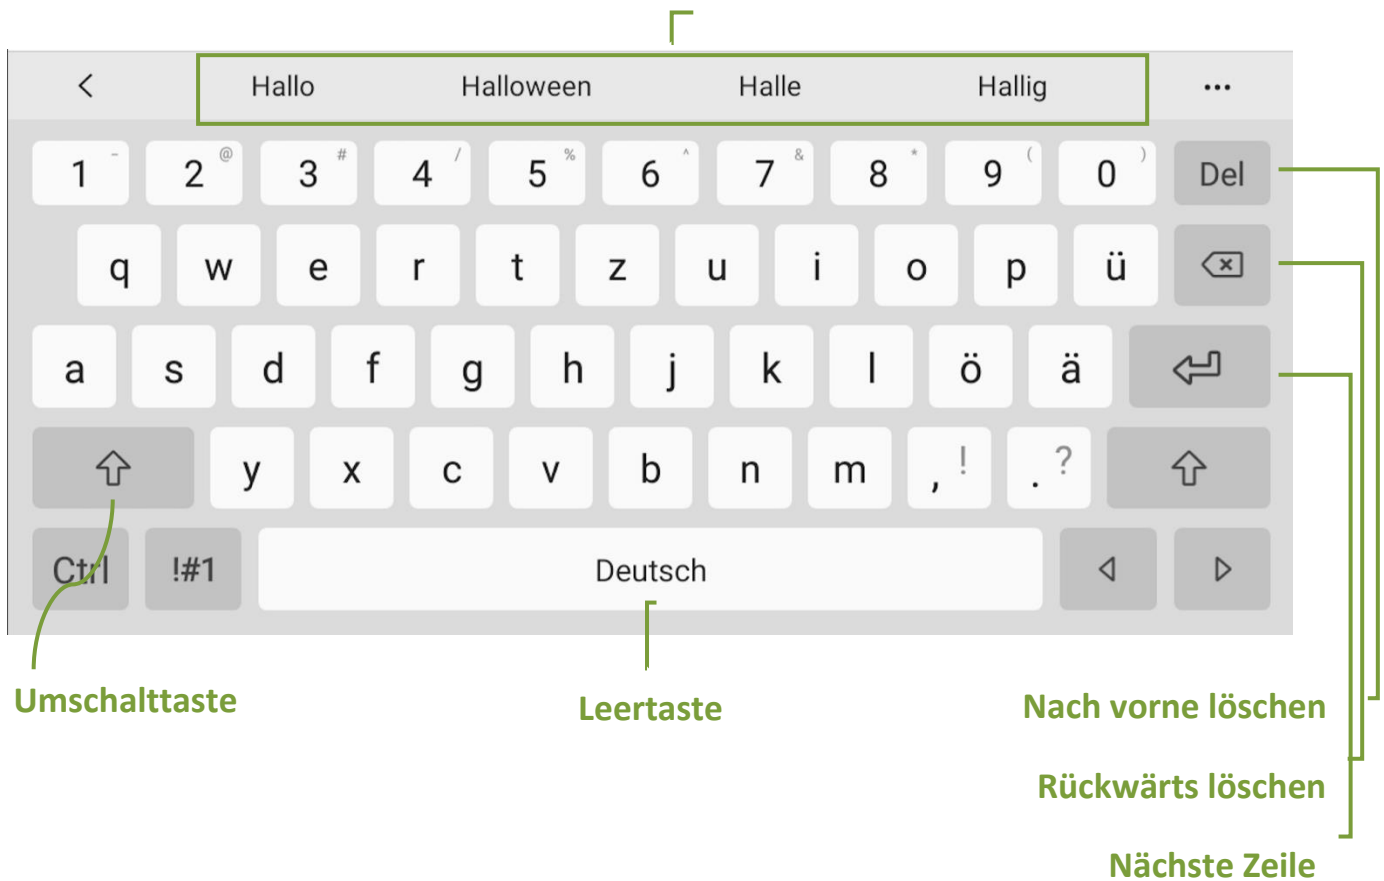 < Hallo Halloween Halle Hallig ...
1 - 2 @ 3 # 4 / 5 % 6 ^ 7 & 8 * 9 ( 0 ) Del
q w e r t z u i o p ü
a s d f g h j k l ö ä
y x c v b n m , ! . ?
Ctrl !#1 Deutsch
Umschalttaste
Leertaste
Nach vorne löschen
Rückwärts löschen
Nächste Zeile